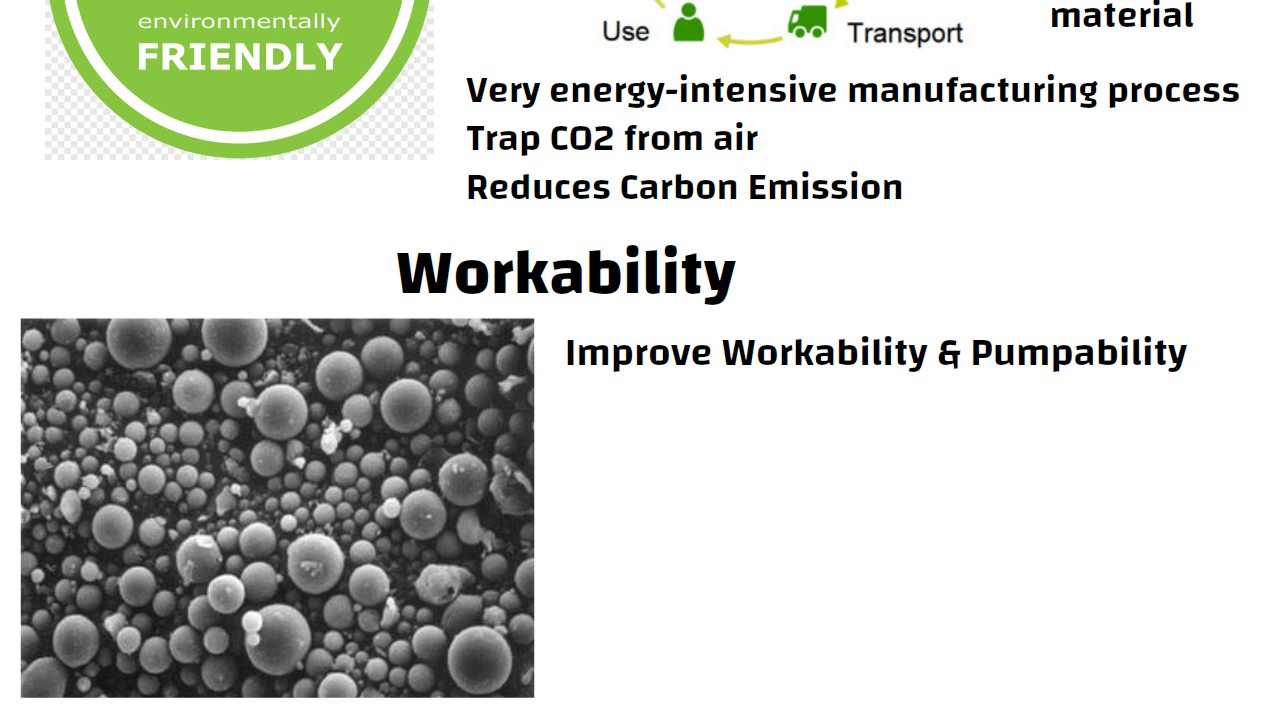 environmentally
FRIENDLY
Use
Transport
material
Very energy-intensive manufacturing process
Trap CO2 from air
Reduces Carbon Emission
Workability
Improve Workability & Pumpability